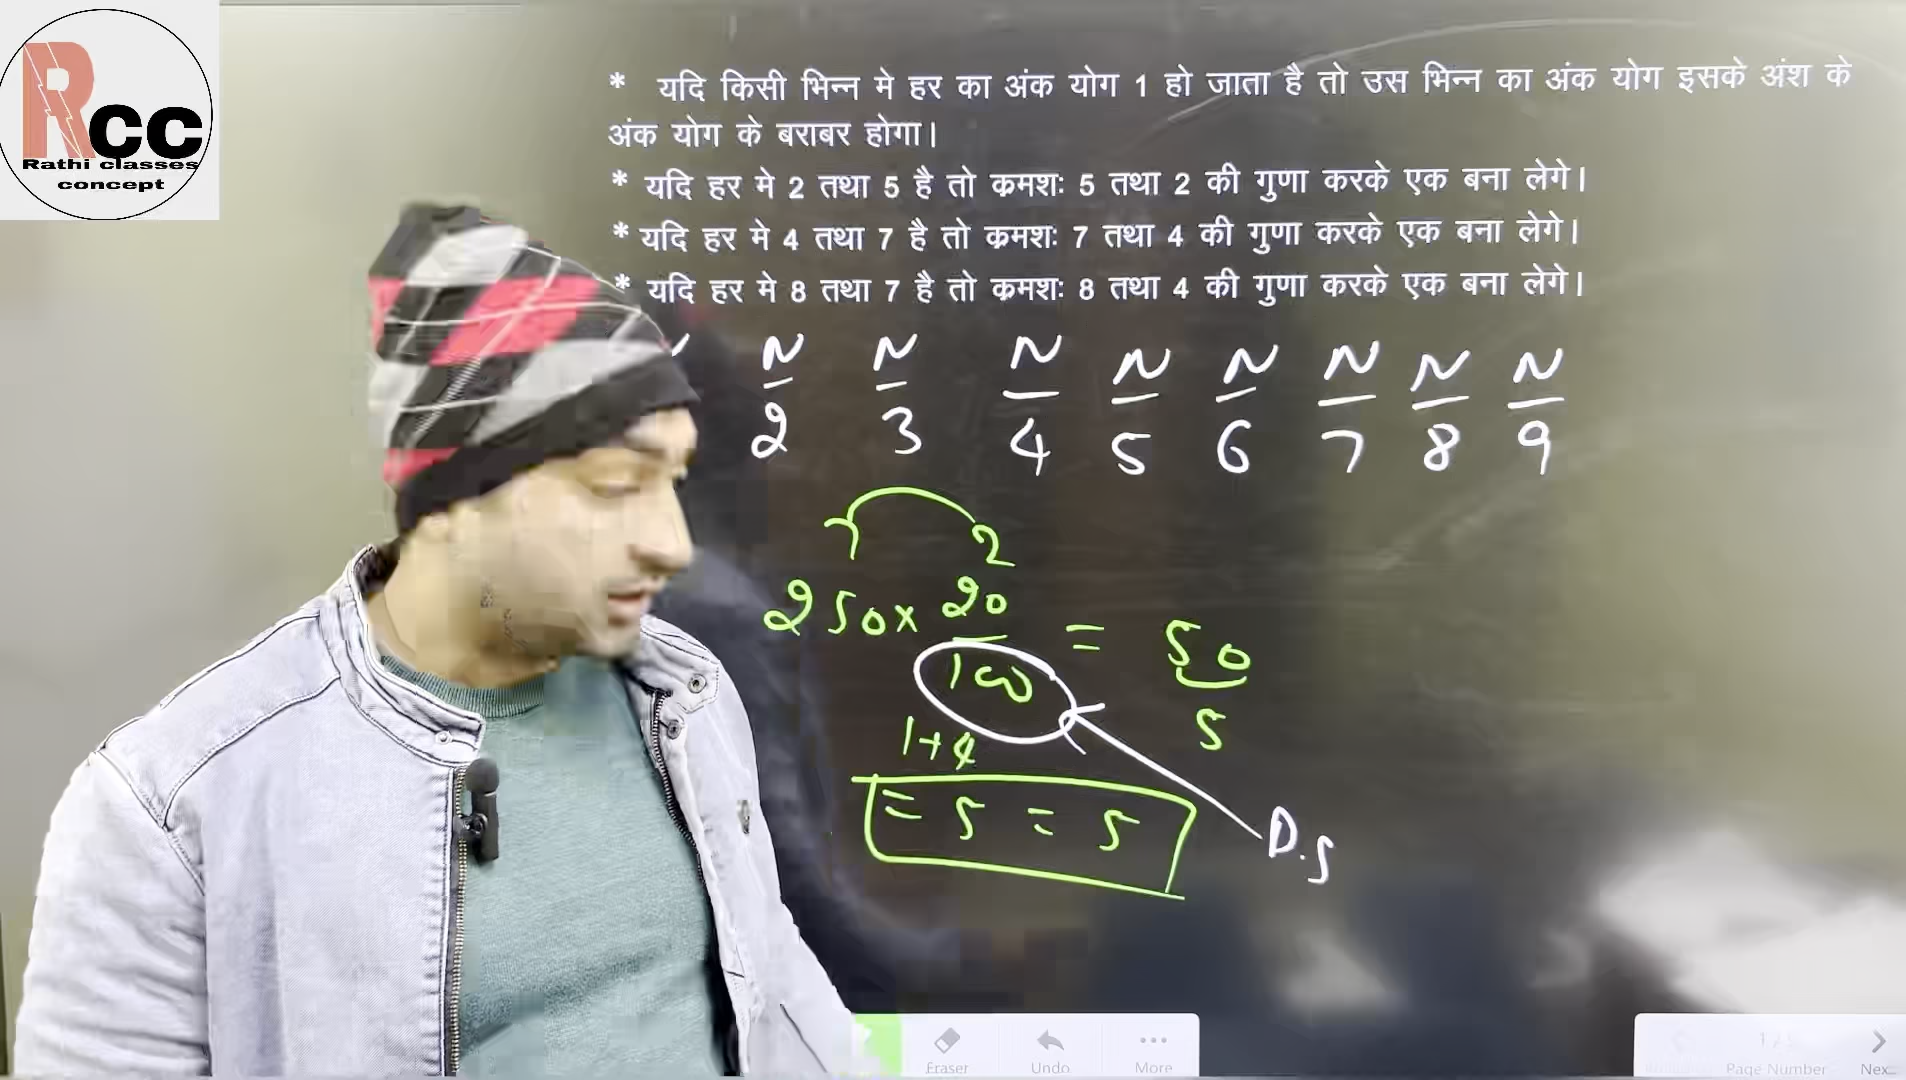 Rcc
Rathi classes
concept
* यदि किसी भिन्न मे हर का अंक योग 1 हो जाता है तो उस भिन्न का अंक योग इसके अंश के
अंक योग के बराबर होगा।
* यदि हर मे 2 तथा 5 है तो क्रमशः 5 तथा 2 की गुणा करके एक बना लेगे।
* यदि हर मे 4 तथा 7 है तो क्रमशः 7 तथा 4 की गुणा करके एक बना लेगे।
* यदि हर मे 8 तथा 7 है तो क्रमशः 8 तथा 4 की गुणा करके एक बना लेगे।
N N N N N N N N
2 3 4 5 6 7 8 9
7 2
250 × 20 = 50
100
5
1+4
= 5 = 5
D.S
Eraser Undo More
1 / Page Number Nex...